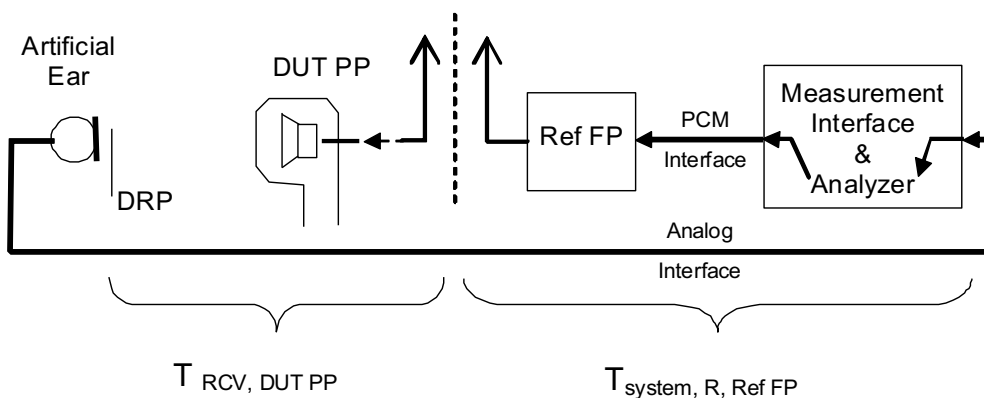 Artificial
Ear
DRP
DUT PP
Ref FP
PCM
Interface
Measurement
Interface
&
Analyzer
Analog
Interface
T RCV, DUT PP
T system, R, Ref FP